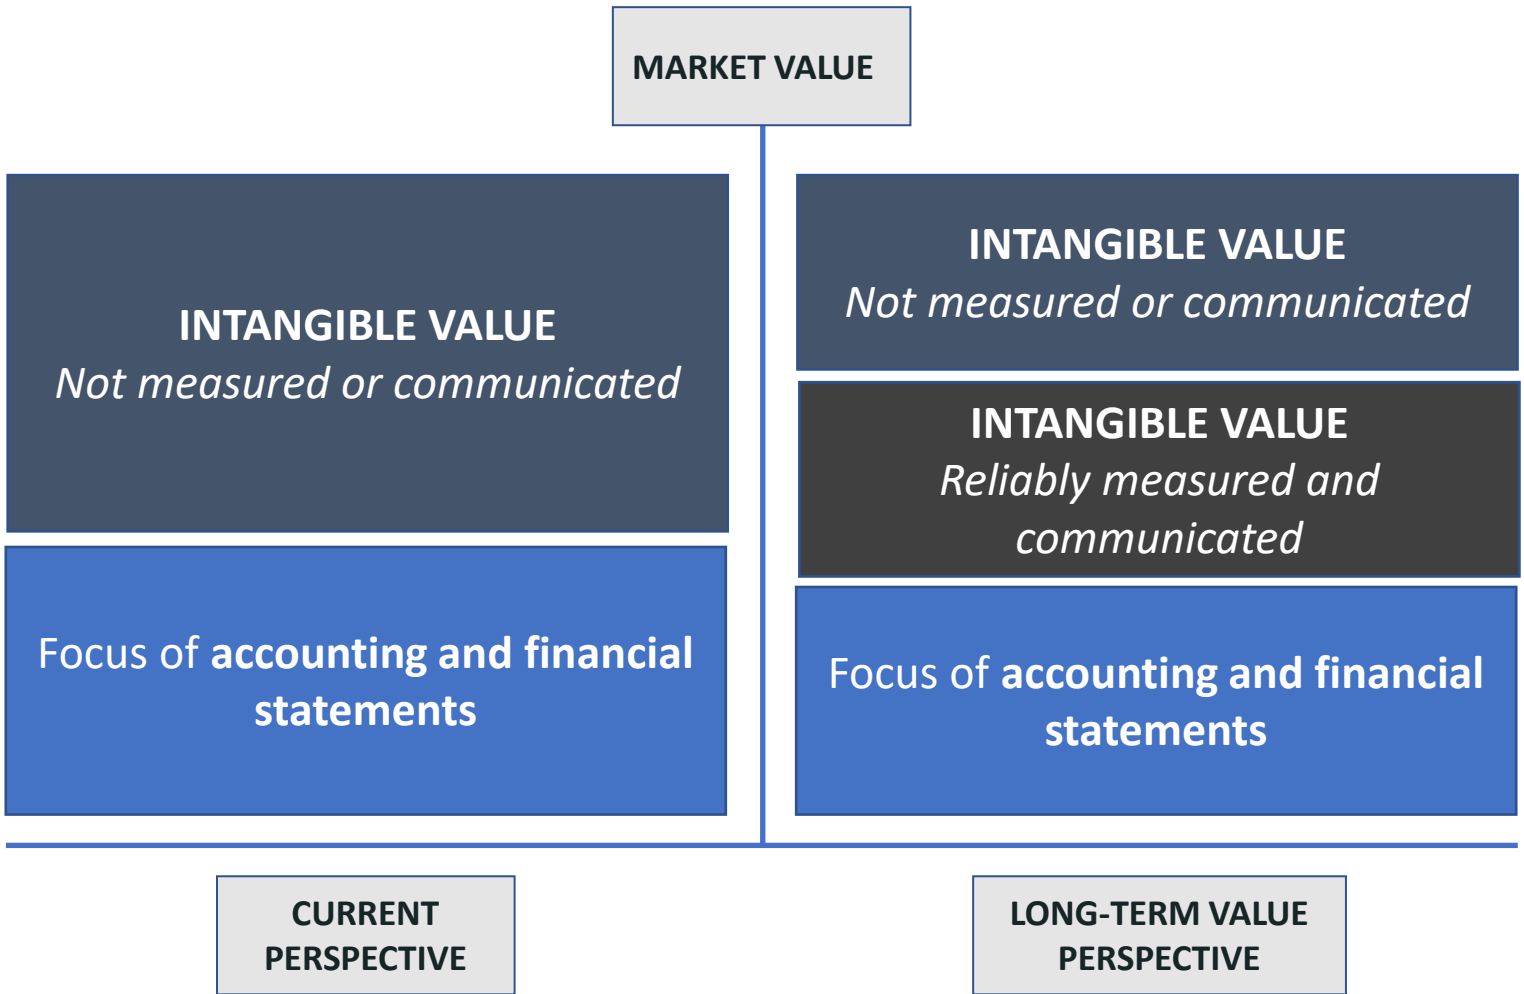 MARKET VALUE
INTANGIBLE VALUE
Not measured or communicated
Focus of accounting and financial
statements
INTANGIBLE VALUE
Not measured or communicated
INTANGIBLE VALUE
Reliably measured and
communicated
Focus of accounting and financial
statements
CURRENT
PERSPECTIVE
LONG-TERM VALUE
PERSPECTIVE